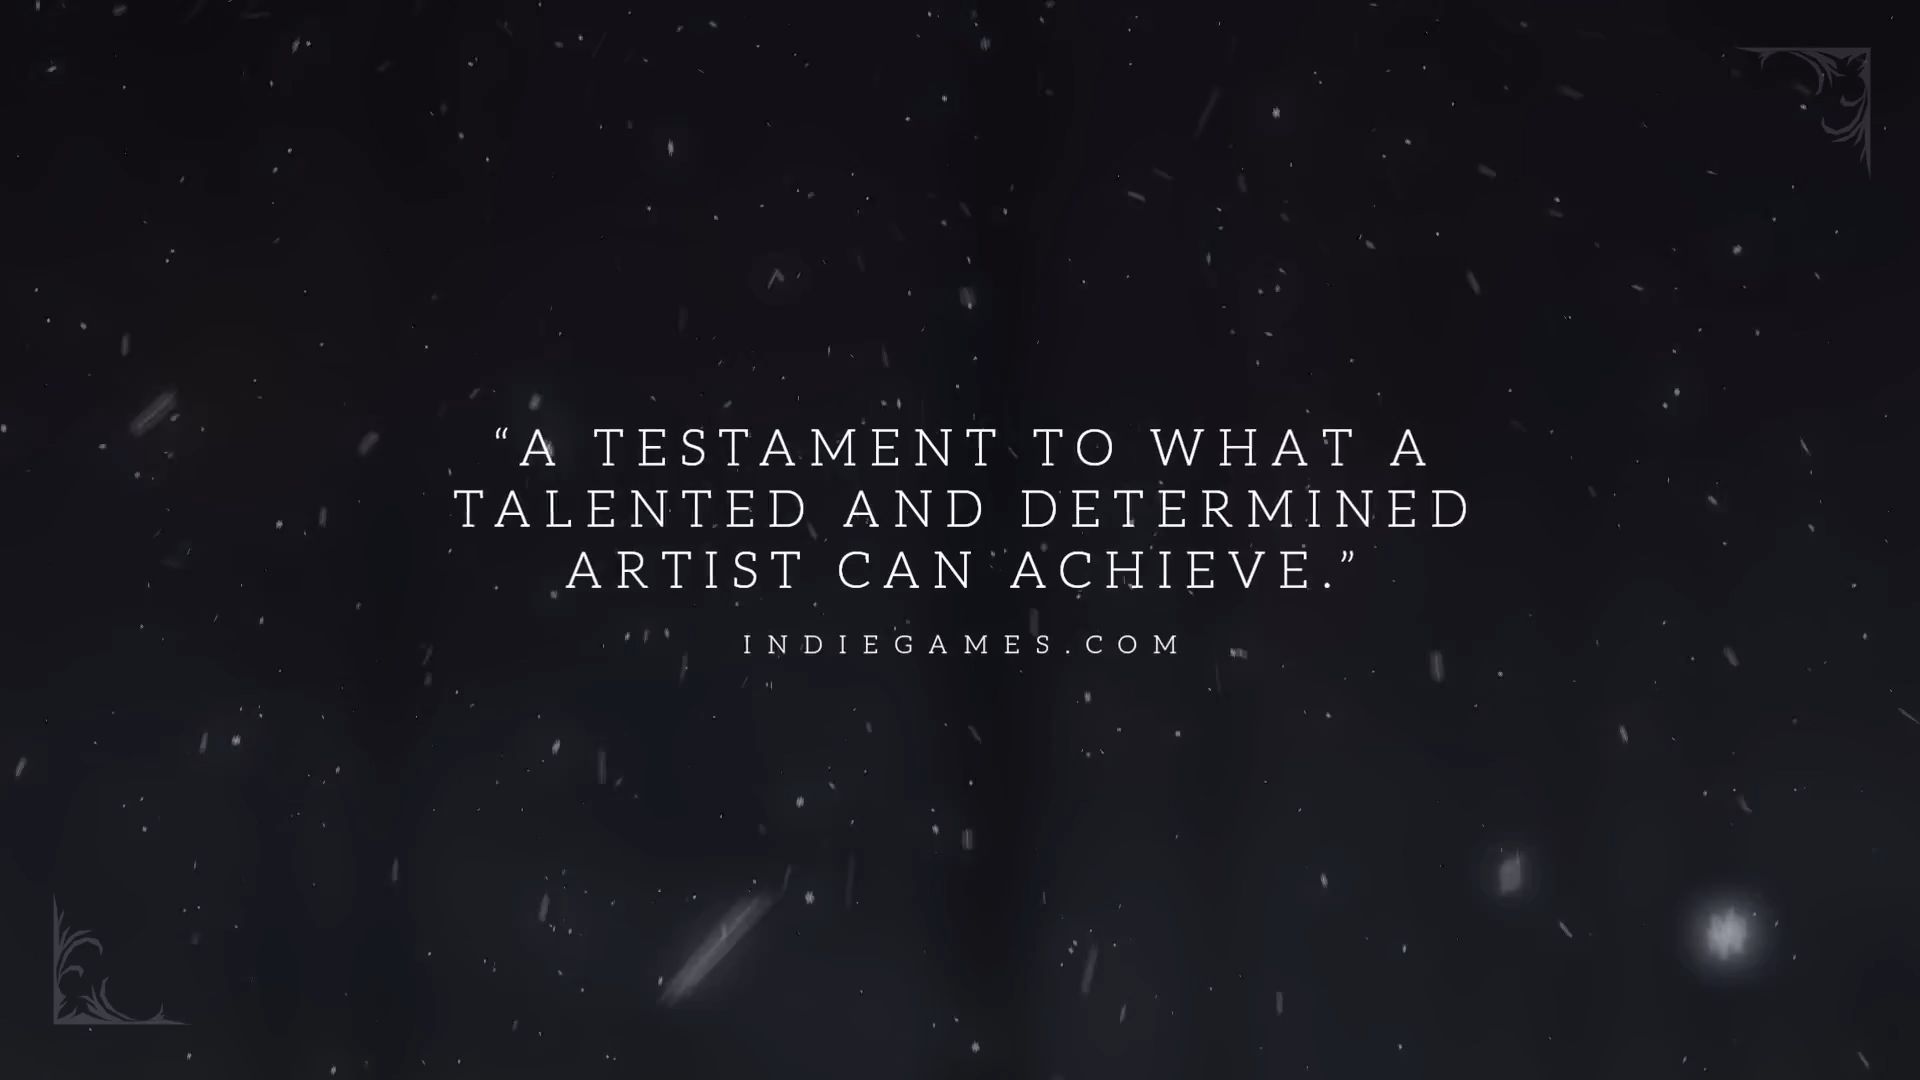 “A TESTAMENT TO WHAT A
TALENTED AND DETERMINED
ARTIST CAN ACHIEVE.”
INDIEGAMES.COM